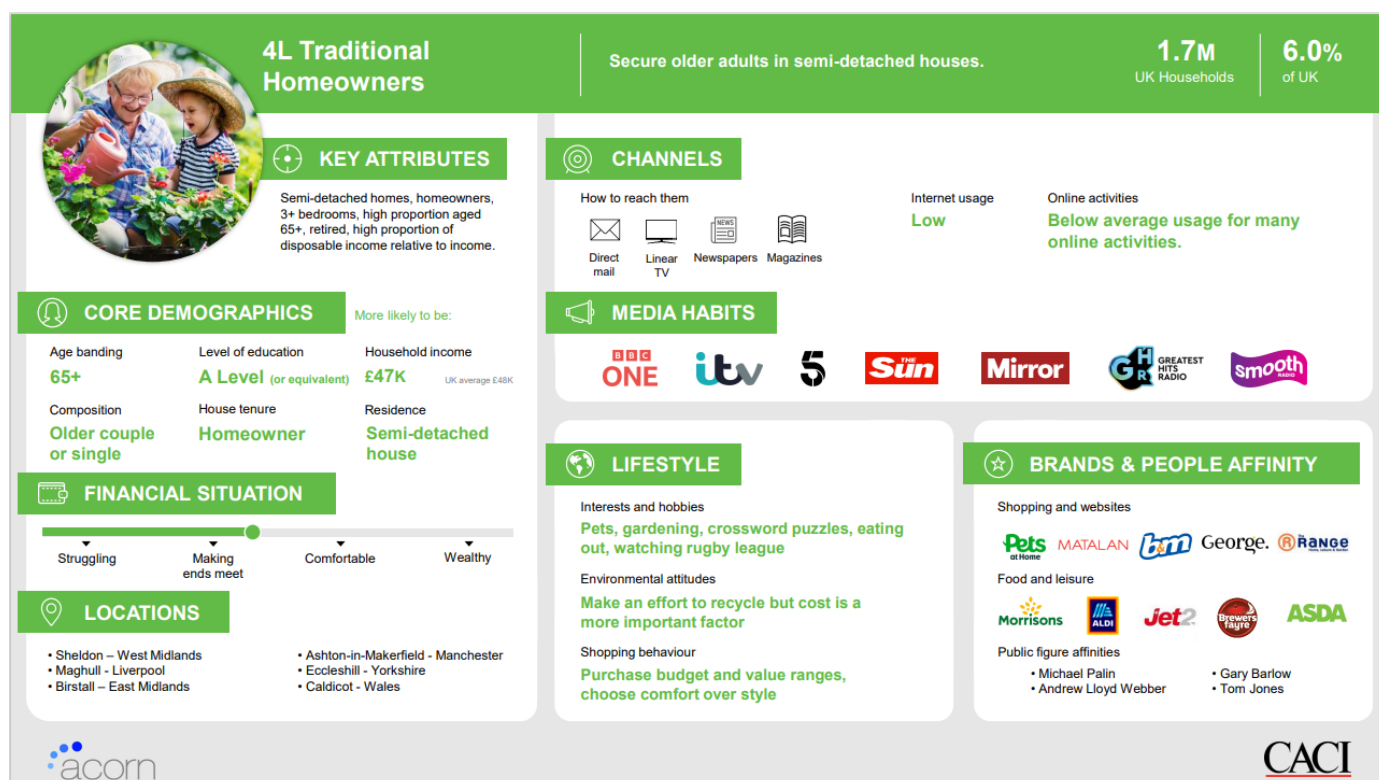 4L Traditional
Homeowners
Secure older adults in semi-detached houses.
1.7M
UK Households
6.0%
of UK
KEY ATTRIBUTES
Semi-detached homes, homeowners,
3+ bedrooms, high proportion aged
65+, retired, high proportion of
disposable income relative to income.
CORE DEMOGRAPHICS
More likely to be:
Age banding
65+
Level of education
A Level (or equivalent)
Household income
£47K
UK average £48K
Composition
Older couple
or single
House tenure
Homeowner
Residence
Semi-detached
house
FINANCIAL SITUATION
Struggling
Making
ends meet
Comfortable
Wealthy
LOCATIONS
• Sheldon – West Midlands
• Maghull - Liverpool
• Birstall – East Midlands
• Ashton-in-Makerfield - Manchester
• Eccleshill - Yorkshire
• Caldicot - Wales
CHANNELS
How to reach them
NEWS
Direct
mail
Linear
TV
Newspapers
Magazines
Internet usage
Low
Online activities
Below average usage for many
online activities.
MEDIA HABITS
BBC
ONE
itv
5
THE
Sun
Mirror
GHR
GREATEST
HITS
RADIO
smooth
RADIO
LIFESTYLE
Interests and hobbies
Pets, gardening, crossword puzzles, eating
out, watching rugby league
Environmental attitudes
Make an effort to recycle but cost is a
more important factor
Shopping behaviour
Purchase budget and value ranges,
choose comfort over style
BRANDS & PEOPLE AFFINITY
Shopping and websites
Pets
at Home
MATALAN
b&m
George.
R THE RANGE
Food and leisure
Morrisons
ALDI
Jet2
Brewers
fayre
ASDA
Public figure affinities
• Michael Palin
• Andrew Lloyd Webber
• Gary Barlow
• Tom Jones
acorn
CACI